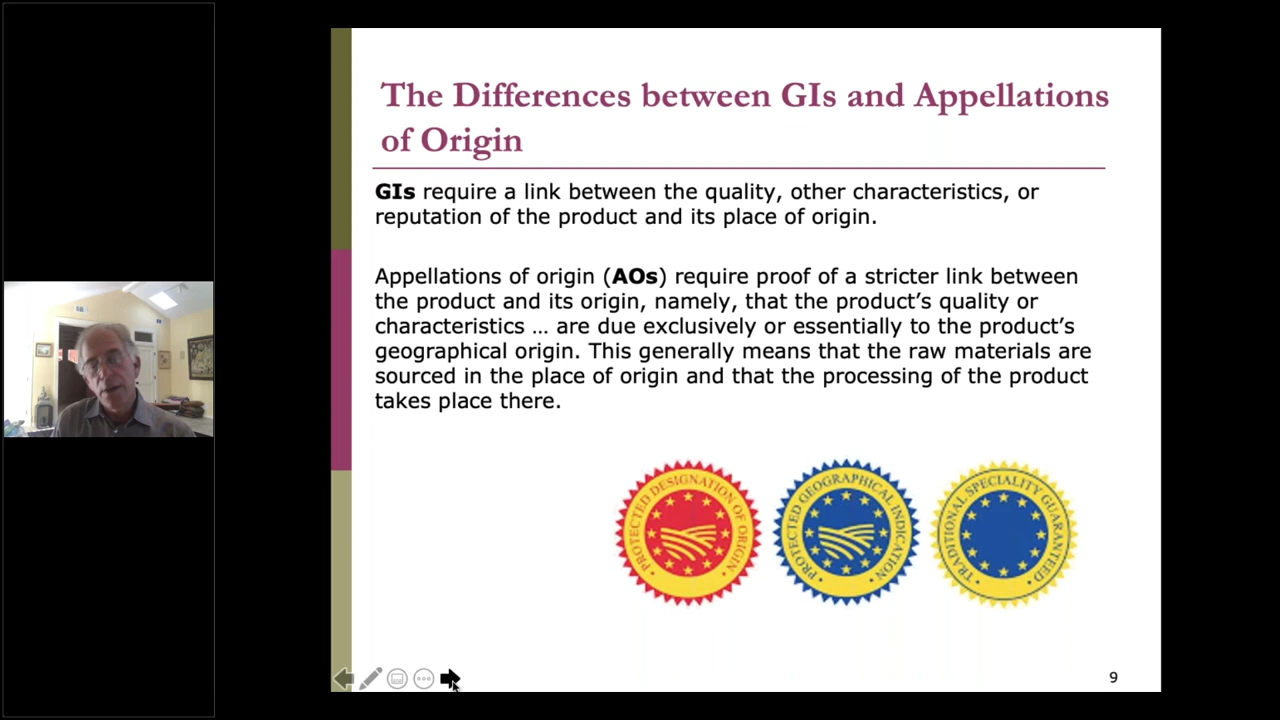 The Differences between GIs and Appellations
of Origin
GIs require a link between the quality, other characteristics, or
reputation of the product and its place of origin.
Appellations of origin (AOs) require proof of a stricter link between
the product and its origin, namely, that the product’s quality or
characteristics ... are due exclusively or essentially to the product’s
geographical origin. This generally means that the raw materials are
sourced in the place of origin and that the processing of the product
takes place there.
PROTECTED DESIGNATION OF ORIGIN
PROTECTED GEOGRAPHICAL INDICATION
TRADITIONAL SPECIALITY GUARANTEED
9